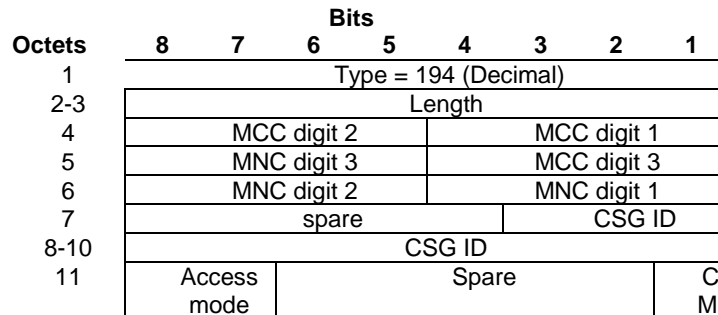 Bits
Octets 8 7 6 5 4 3 2 1
1 Type = 194 (Decimal)
2-3 Length
4 MCC digit 2 MCC digit 1
5 MNC digit 3 MCC digit 3
6 MNC digit 2 MNC digit 1
7 spare CSG ID
8-10 CSG ID
11 Access Spare
mode